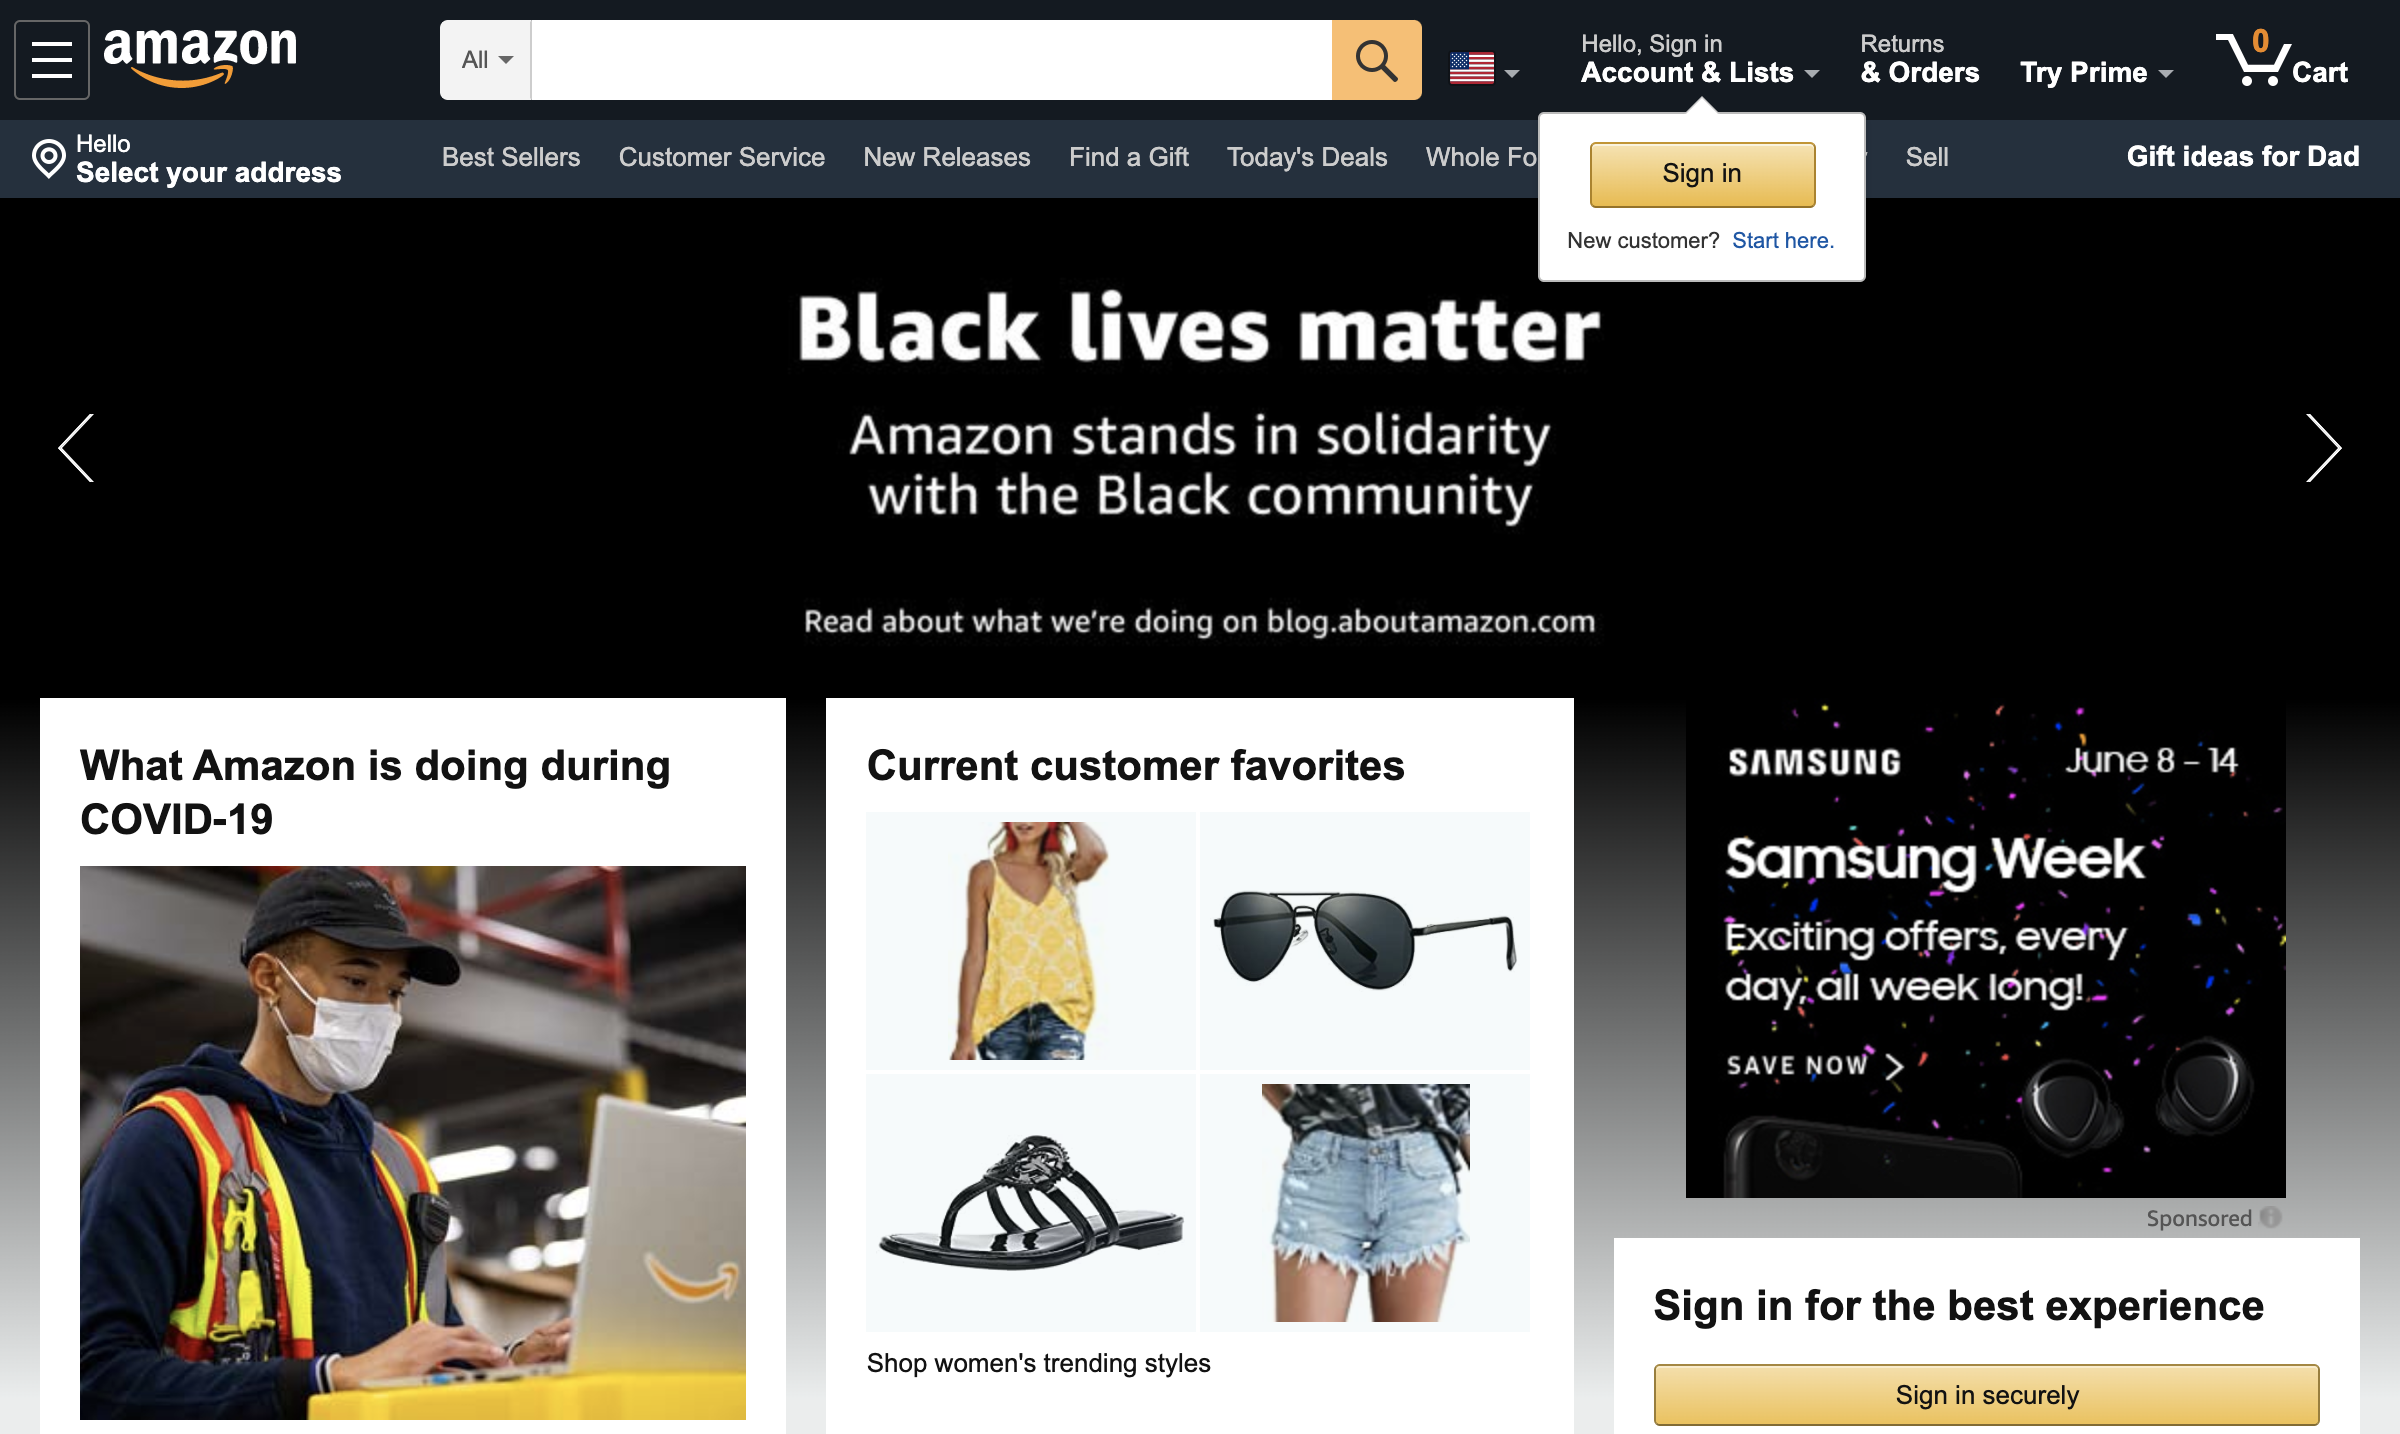 amazon
All
Hello, Sign in
Account & Lists
Returns
& Orders
Try Prime
0
Cart
Hello
Select your address
Best Sellers
Customer Service
New Releases
Find a Gift
Today's Deals
Whole Fo
Sell
Gift ideas for Dad
Sign in
New customer? Start here.
Black lives matter
Amazon stands in solidarity
with the Black community
Read about what we're doing on blog.aboutamazon.com
What Amazon is doing during
COVID-19
Current customer favorites
Shop women's trending styles
SAMSUNG
June 8 – 14
Samsung Week
Exciting offers, every
day, all week long!
SAVE NOW
Sponsored
Sign in for the best experience
Sign in securely